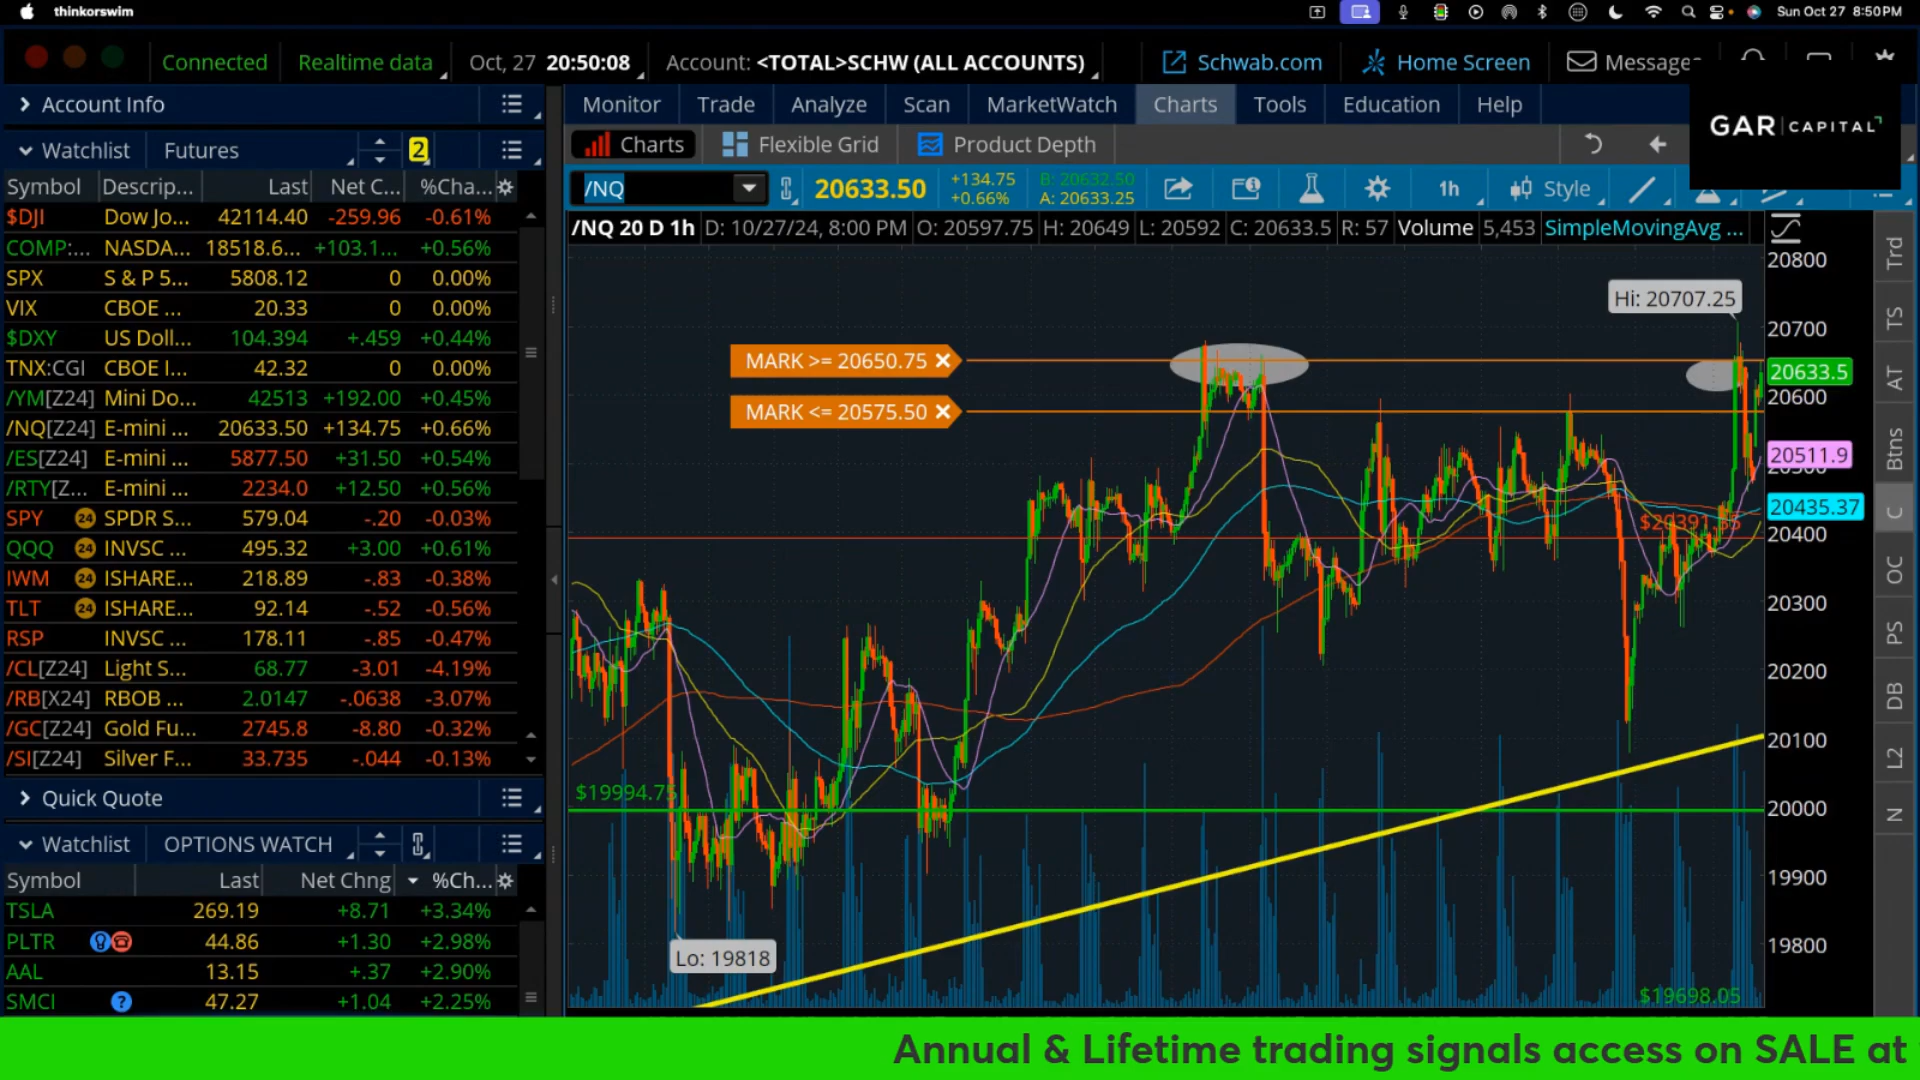 thinkorswim
Sun Oct 27 8:50PM
Connected
Realtime data
Oct, 27 20:50:08
Account: <TOTAL>SCHW (ALL ACCOUNTS)
Schwab.com
Home Screen
Account Info
Monitor Trade Analyze Scan MarketWatch Charts Tools Education Help
GAR | CAPITAL
Watchlist Futures 2
Charts Flexible Grid Product Depth
Symbol Descrip... Last Net C... %Cha...
/NQ 20633.50 +134.75 +0.66% B: 20632.50 A: 20633.25 1h Style
/NQ 20 D 1h D: 10/27/24, 8:00 PM O: 20597.75 H: 20649 L: 20592 C: 20633.5 R: 57 Volume 5,453 SimpleMovingAvg ...
$DJI Dow Jo... 42114.40 -259.96 -0.61%
COMP:... NASDA... 18518.6... +103.1... +0.56%
SPX S & P 5... 5808.12 0 0.00%
VIX CBOE ... 20.33 0 0.00%
$DXY US Doll... 104.394 +.459 +0.44%
TNX:CGI CBOE I... 42.32 0 0.00%
/YM[Z24] Mini Do... 42513 +192.00 +0.45%
/NQ[Z24] E-mini ... 20633.50 +134.75 +0.66%
/ES[Z24] E-mini ... 5877.50 +31.50 +0.54%
/RTY[Z... E-mini ... 2234.0 +12.50 +0.56%
SPY 24 SPDR S... 579.04 -.20 -0.03%
QQQ 24 INVSC ... 495.32 +3.00 +0.61%
IWM 24 ISHARE... 218.89 -.83 -0.38%
TLT 24 ISHARE... 92.14 -.52 -0.56%
RSP INVSC ... 178.11 -.85 -0.47%
/CL[Z24] Light S... 68.77 -3.01 -4.19%
/RB[X24] RBOB ... 2.0147 -.0638 -3.07%
/GC[Z24] Gold Fu... 2745.8 -8.80 -0.32%
/SI[Z24] Silver F... 33.735 -.044 -0.13%
Quick Quote
Watchlist OPTIONS WATCH
Symbol Last Net Chng %Ch...
TSLA 269.19 +8.71 +3.34%
PLTR 44.86 +1.30 +2.98%
AAL 13.15 +.37 +2.90%
SMCI ? 47.27 +1.04 +2.25%
Hi: 20707.25
MARK >= 20650.75
MARK <= 20575.50
$19994.75
Lo: 19818
$19698.05
20800
20700
20633.5
20600
20511.9
20435.37
20400
20300
20200
20100
20000
19900
19800
Trd
TS
AT
Btns
C
OC
PS
DB
L2
N
Annual & Lifetime trading signals access on SALE at